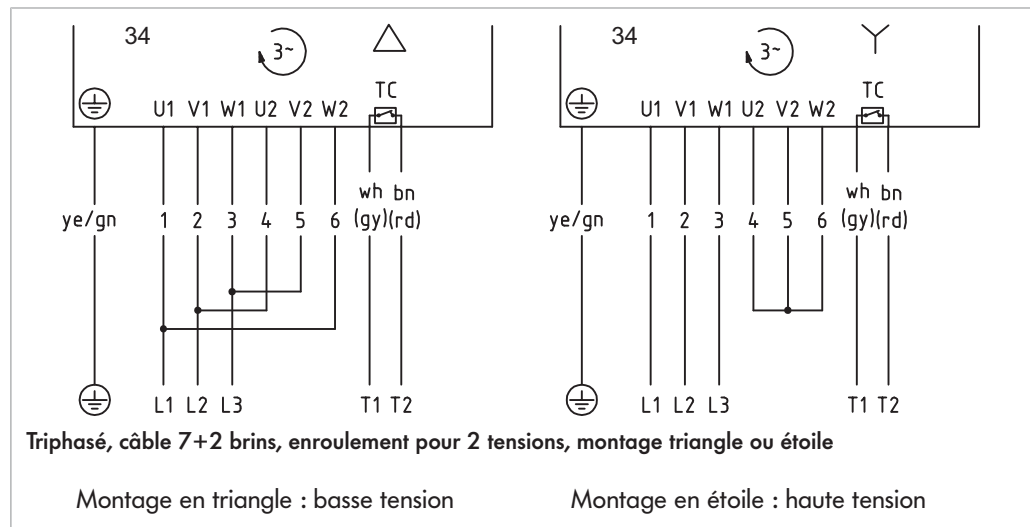 34 3~ 34 3~
TC TC
U1 V1 W1 U2 V2 W2 U1 V1 W1 U2 V2 W2
wh bn wh bn
ye/gn 1 2 3 4 5 6 (gy)(rd) ye/gn 1 2 3 4 5 6 (gy)(rd)
L1 L2 L3 T1 T2 L1 L2 L3 T1 T2
Triphasé, câble 7+2 brins, enroulement pour 2 tensions, montage triangle ou étoile
Montage en triangle : basse tension Montage en étoile : haute tension